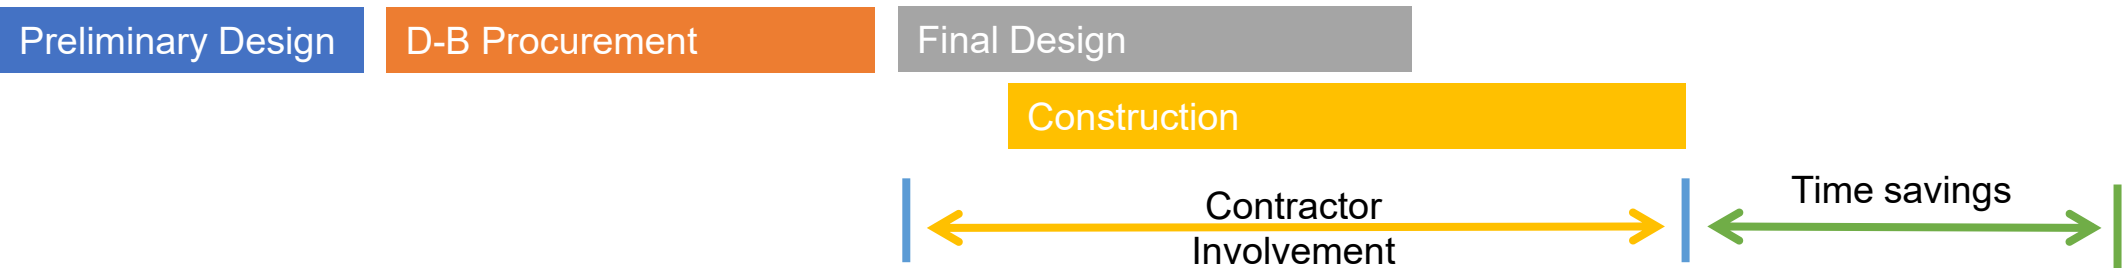 Preliminary Design
D-B Procurement
Final Design
Construction
Contractor
Involvement
Time savings